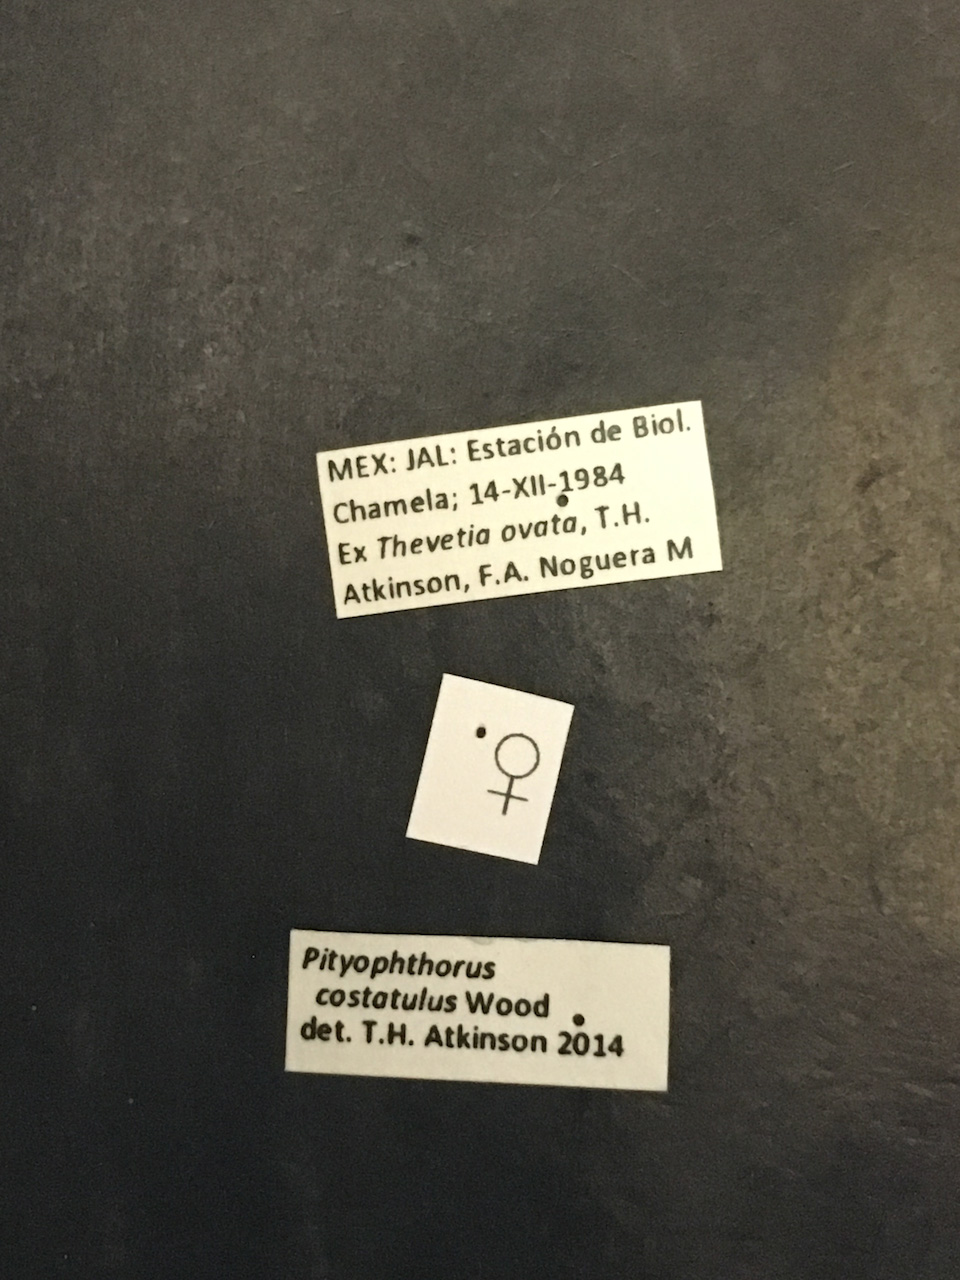 MEX: JAL: Estación de Biol.
Chamela; 14-XII-1984
Ex Thevetia ovata, T.H.
Atkinson, F.A. Noguera M
♀
Pityophthorus
costatulus Wood
det. T.H. Atkinson 2014